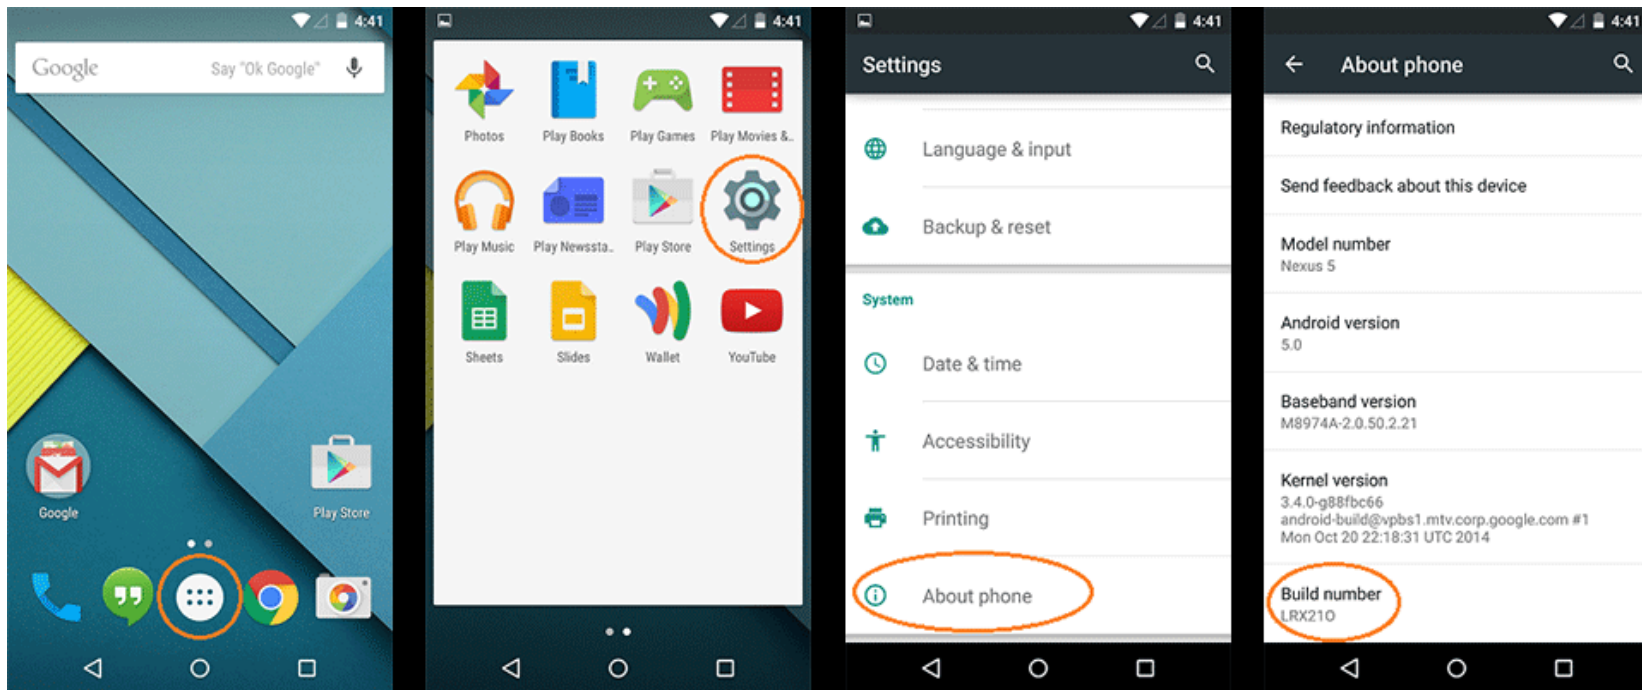 4:41
Google
Say "Ok Google"
Google
Play Store
4:41
Photos
Play Books
Play Games
Play Movies &..
Play Music
Play Newssta..
Play Store
Settings
Sheets
Slides
Wallet
YouTube
4:41
Settings
Language & input
Backup & reset
System
Date & time
Accessibility
Printing
About phone
4:41
About phone
Regulatory information
Send feedback about this device
Model number
Nexus 5
Android version
5.0
Baseband version
M8974A-2.0.50.2.21
Kernel version
3.4.0-g88fbc66
android-build@vpbs1.mtv.corp.google.com #1
Mon Oct 20 22:18:31 UTC 2014
Build number
LRX21O